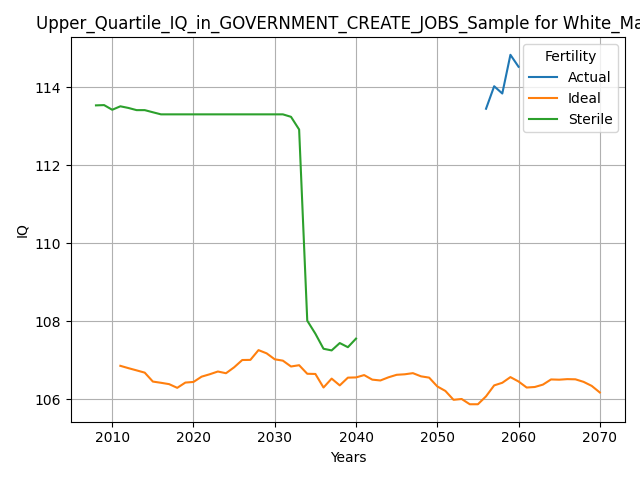 Upper_Quartile_IQ_in_GOVERNMENT_CREATE_JOBS_Sample for White_Ma
Fertility
Actual
Ideal
Sterile
114
112
110
108
106
IQ
2010 2020 2030 2040 2050 2060 2070
Years